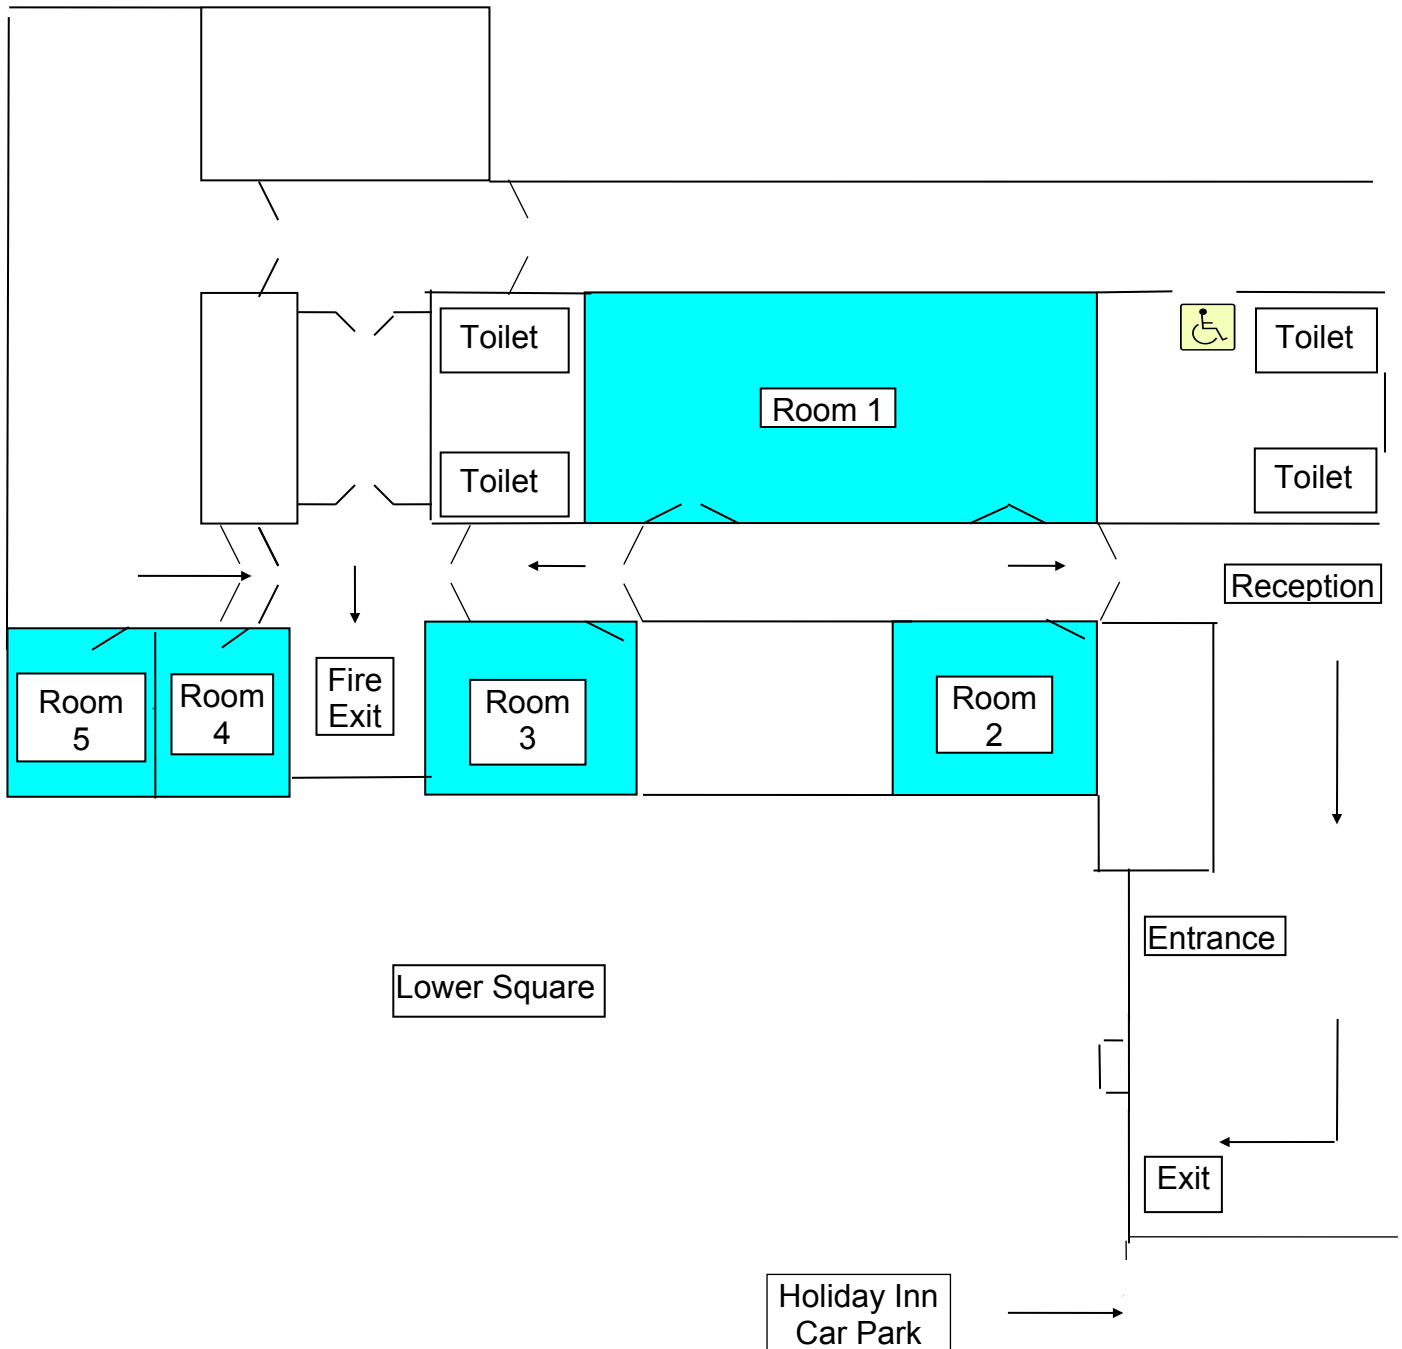 Toilet
Toilet
Room 1
Toilet
Toilet
Reception
Room
5
Room
4
Fire
Exit
Room
3
Room
2
Entrance
Lower Square
Exit
Holiday Inn
Car Park